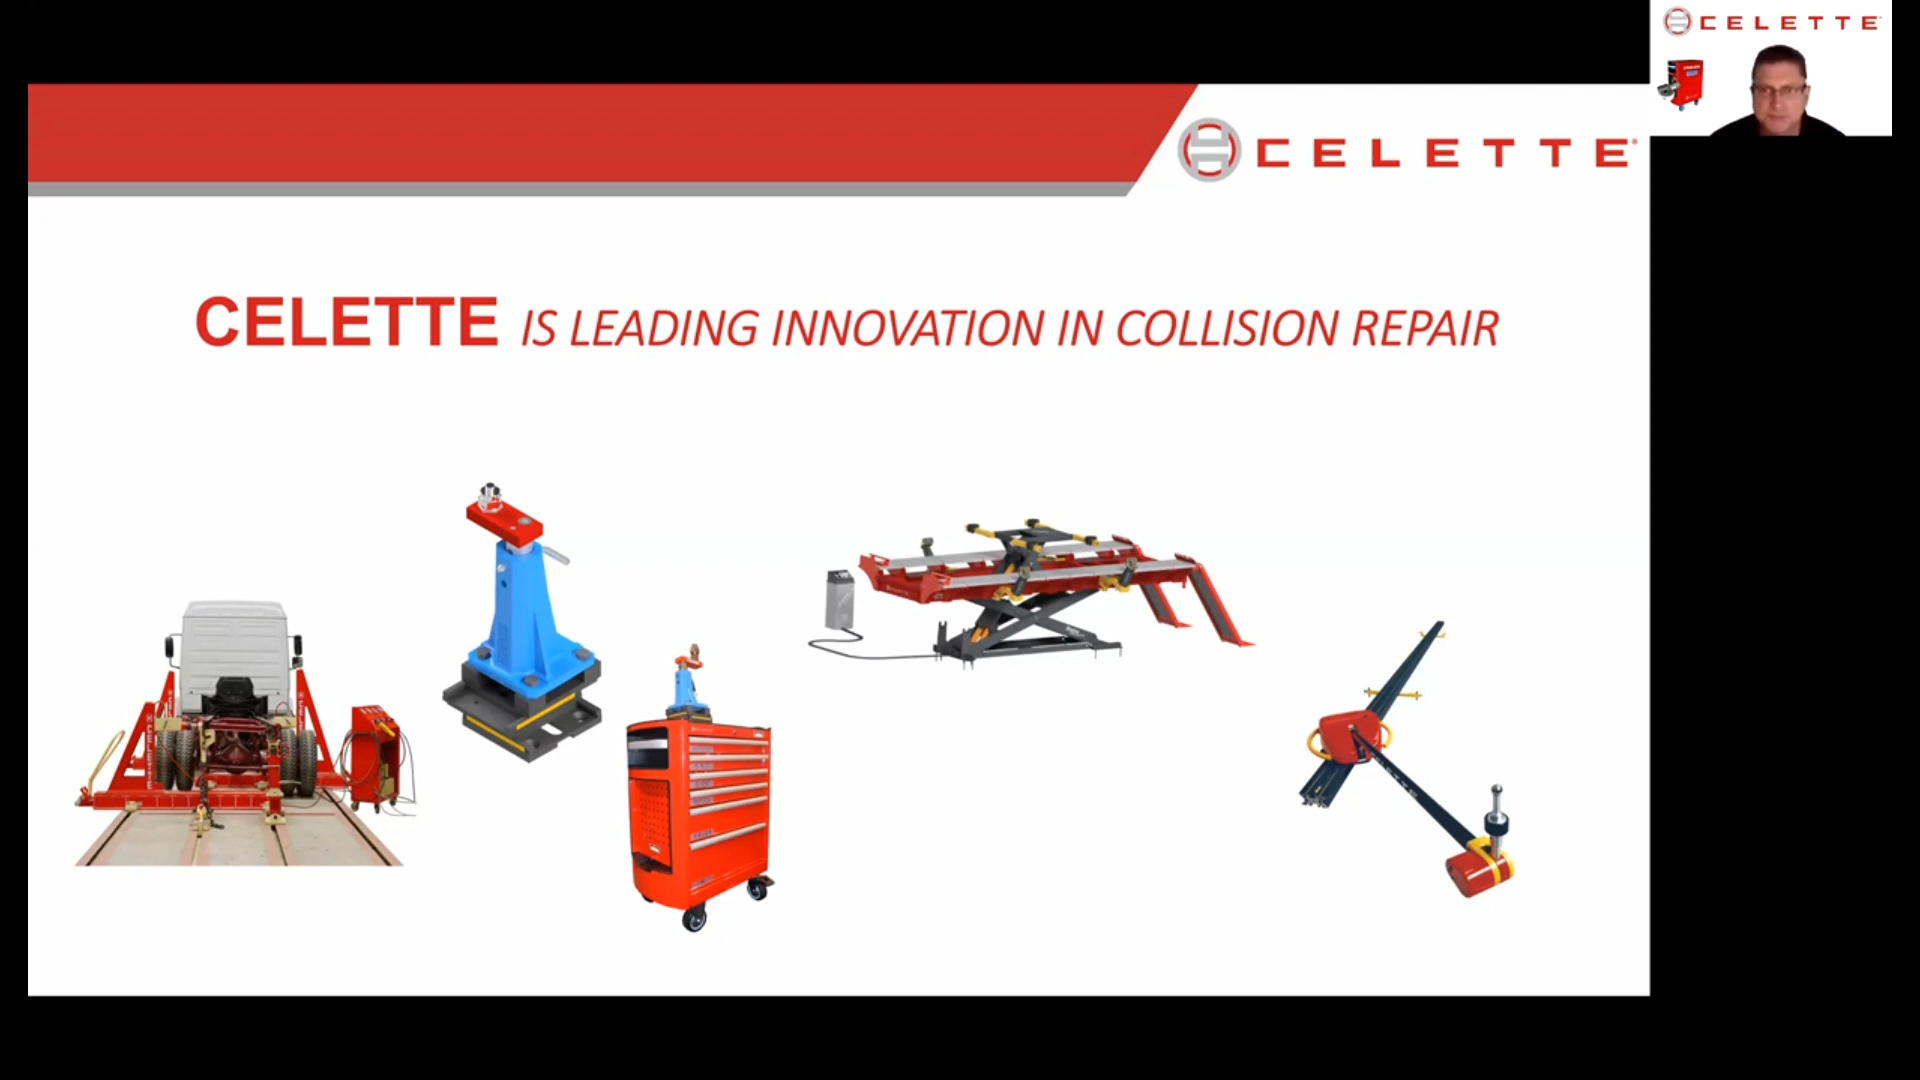 CELETTE
CELETTE
CELETTE IS LEADING INNOVATION IN COLLISION REPAIR